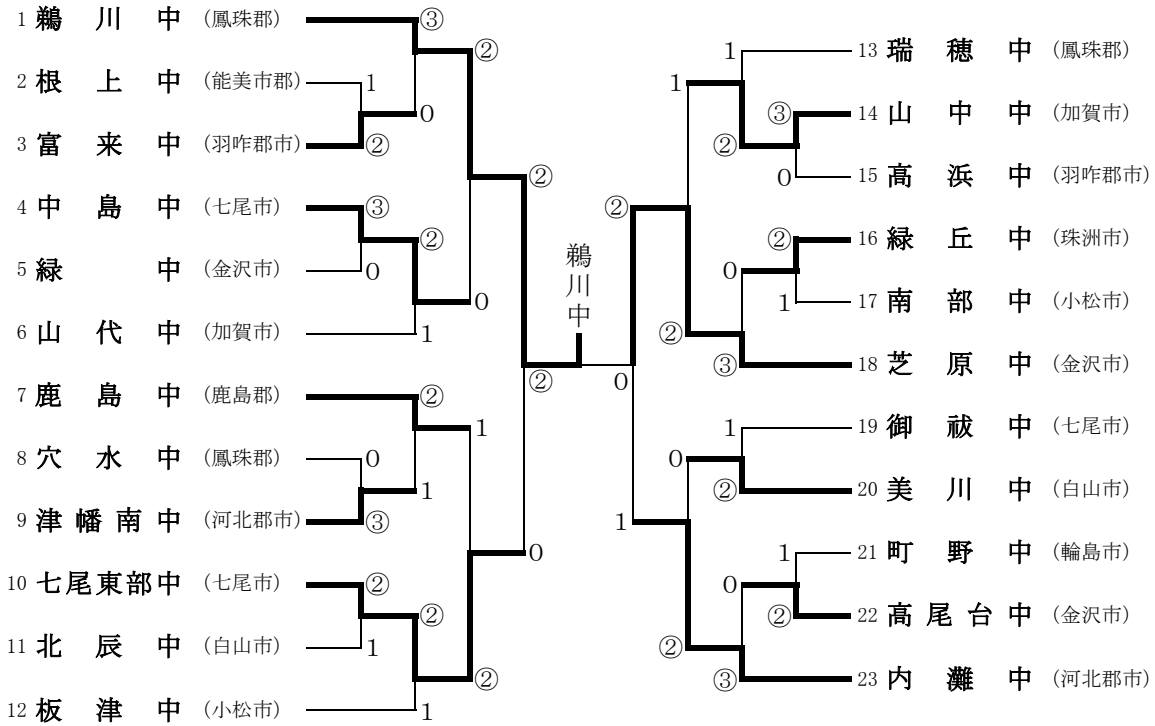 1 鵜川中 (鳳珠郡) ③
②
2 根上中 (能美市郡) 1
0
3 富来中 (羽咋郡市) ②
②
4 中島中 (七尾市) ③
②
5 緑中 (金沢市) 0
0
6 山代中 (加賀市) 1
②
7 鹿島中 (鹿島郡) ②
1
8 穴水中 (鳳珠郡) 0
1
9 津幡南中 (河北郡市) ③
0
10 七尾東部中 (七尾市) ②
②
11 北辰中 (白山市) 1
②
12 板津中 (小松市) 1
鵜川中
1 13 瑞穂中 (鳳珠郡)
1
③ 14 山中中 (加賀市)
②
0 15 高浜中 (羽咋郡市)
②
② 16 緑丘中 (珠洲市)
0
1 17 南部中 (小松市)
②
③ 18 芝原中 (金沢市)
0
1 19 御祓中 (七尾市)
0
② 20 美川中 (白山市)
1
1 21 町野中 (輪島市)
0
② 22 高尾台中 (金沢市)
②
③ 23 内灘中 (河北郡市)